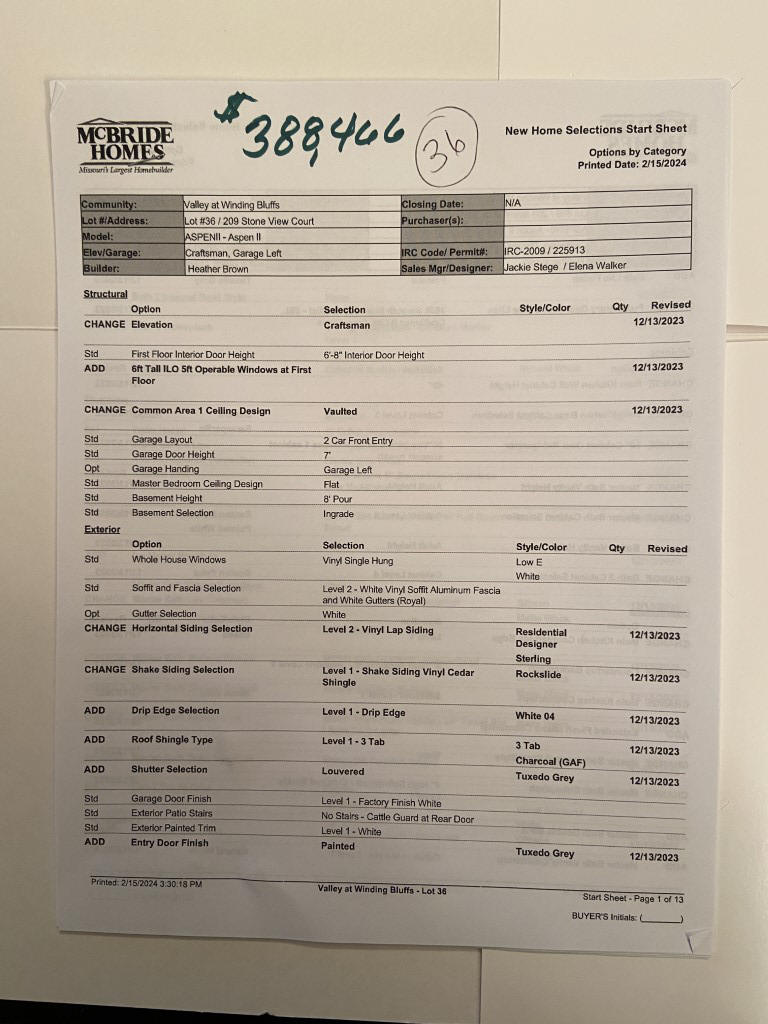 $388,466
36
McBRIDE
HOMES
Missouri's Largest Homebuilder
New Home Selections Start Sheet
Options by Category
Printed Date: 2/15/2024
Community: Valley at Winding Bluffs Closing Date: N/A
Lot #/Address: Lot #36 / 209 Stone View Court Purchaser(s):
Model: ASPENII - Aspen II
Elev/Garage: Craftsman, Garage Left IRC Code/ Permit#: IRC-2009 / 225913
Builder: Heather Brown Sales Mgr/Designer: Jackie Stege / Elena Walker
Structural
Option Selection Style/Color Qty Revised
CHANGE Elevation Craftsman 12/13/2023
Std First Floor Interior Door Height 6'-8" Interior Door Height
ADD 6ft Tall ILO 5ft Operable Windows at First 12/13/2023
Floor
CHANGE Common Area 1 Ceiling Design Vaulted 12/13/2023
Std Garage Layout 2 Car Front Entry
Std Garage Door Height 7'
Opt Garage Handing Garage Left
Std Master Bedroom Ceiling Design Flat
Std Basement Height 8' Pour
Std Basement Selection Ingrade
Exterior
Option Selection Style/Color Qty Revised
Std Whole House Windows Vinyl Single Hung Low E
White
Std Soffit and Fascia Selection Level 2 - White Vinyl Soffit Aluminum Fascia
and White Gutters (Royal)
Opt Gutter Selection White
CHANGE Horizontal Siding Selection Level 2 - Vinyl Lap Siding Residential 12/13/2023
Designer
Sterling
CHANGE Shake Siding Selection Level 1 - Shake Siding Vinyl Cedar Rockslide 12/13/2023
Shingle
ADD Drip Edge Selection Level 1 - Drip Edge White 04 12/13/2023
ADD Roof Shingle Type Level 1 - 3 Tab 3 Tab 12/13/2023
Charcoal (GAF)
ADD Shutter Selection Louvered Tuxedo Grey 12/13/2023
Std Garage Door Finish Level 1 - Factory Finish White
Std Exterior Patio Stairs No Stairs - Cattle Guard at Rear Door
Std Exterior Painted Trim Level 1 - White
ADD Entry Door Finish Painted Tuxedo Grey 12/13/2023
Printed: 2/15/2024 3:30:18 PM Valley at Winding Bluffs - Lot 36 Start Sheet - Page 1 of 13
BUYER'S Initials: (______)